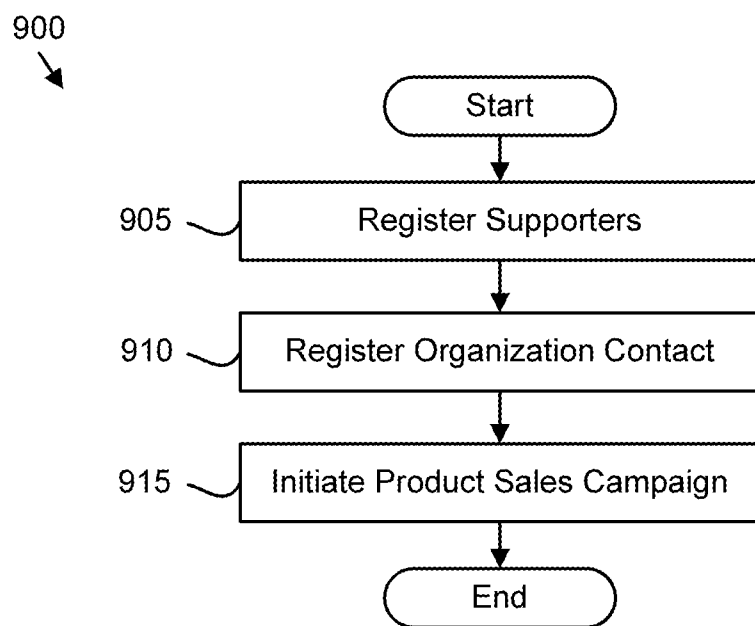 900
Start
905
Register Supporters
910
Register Organization Contact
915
Initiate Product Sales Campaign
End